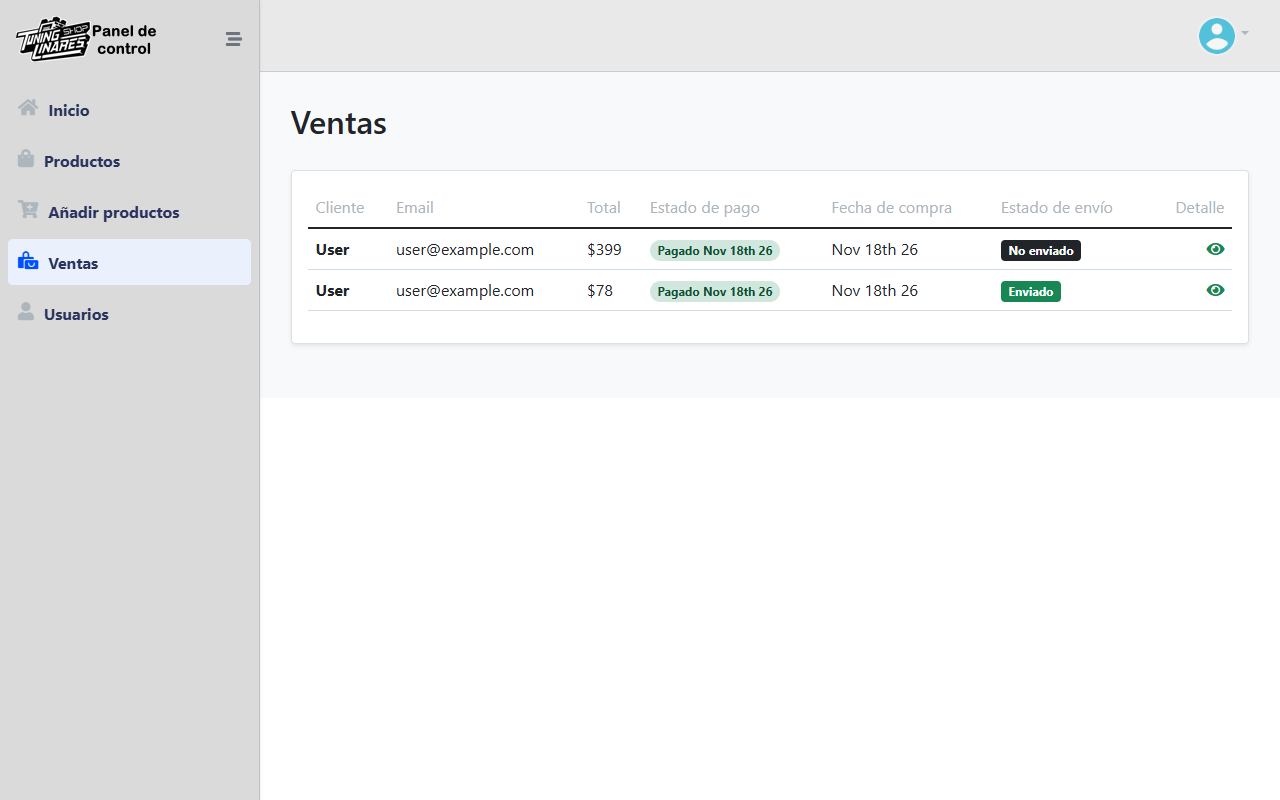 TUNING SHOP LINARES
Panel de
control
Inicio
Productos
Añadir productos
Ventas
Usuarios
Ventas
Cliente Email Total Estado de pago Fecha de compra Estado de envío Detalle
User user@example.com $399 Pagado Nov 18th 26 Nov 18th 26 No enviado
User user@example.com $78 Pagado Nov 18th 26 Nov 18th 26 Enviado